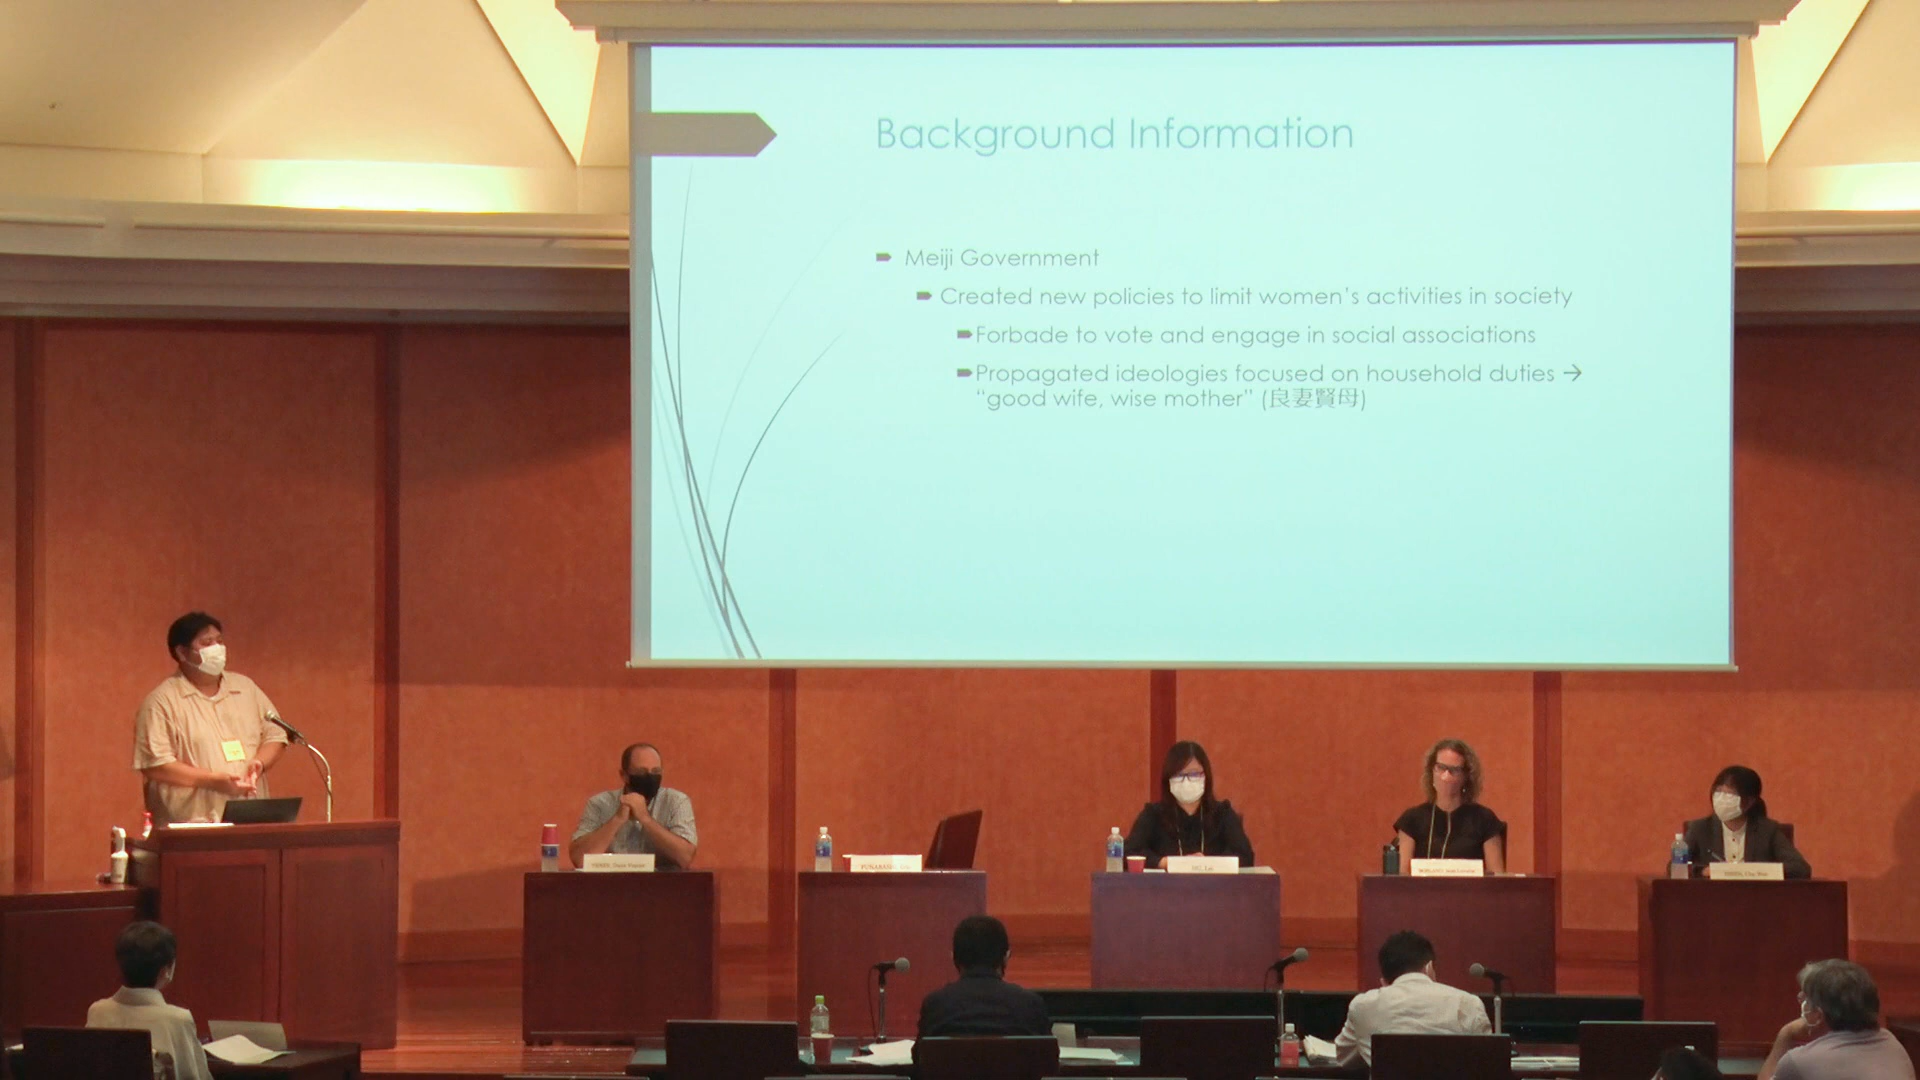 Background Information
Meiji Government
Created new policies to limit women's activities in society
Forbade to vote and engage in social associations
Propagated ideologies focused on household duties →
"good wife, wise mother" (良妻賢母)